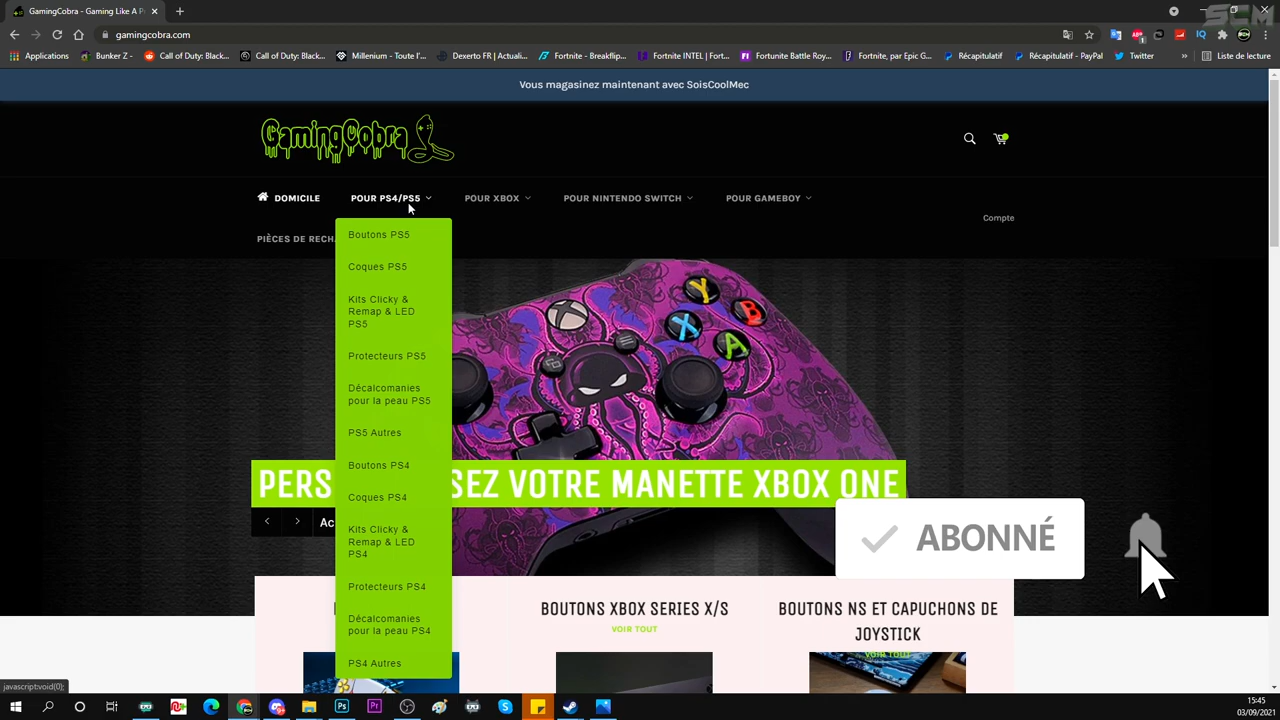 GamingCobra - Gaming Like A P
gamingcobra.com
Applications
Bunker Z -
Call of Duty: Black...
Call of Duty: Black...
Millenium - Toute l'...
Dexerto FR | Actuali...
Fortnite - Breakflip...
Fortnite INTEL | Fort...
Fortunite Battle Roy...
Fortnite, par Epic G...
Récapitulatif
Récapitulatif - PayPal
Twitter
»
Liste de lecture
SCM
Vous magasinez maintenant avec SoisCoolMec
GamingCobra
DOMICILE
POUR PS4/PS5
POUR XBOX
POUR NINTENDO SWITCH
POUR GAMEBOY
Compte
PIÈCES DE RECH
Boutons PS5
Coques PS5
Kits Clicky &
Remap & LED
PS5
Protecteurs PS5
Décalcomanies
pour la peau PS5
PS5 Autres
Boutons PS4
Coques PS4
Kits Clicky &
Remap & LED
PS4
Protecteurs PS4
Décalcomanies
pour la peau PS4
PS4 Autres
Y
B
X
A
PERS SEZ VOTRE MANETTE XBOX ONE
Ac
ABONNÉ
BOUTONS XBOX SERIES X/S
VOIR TOUT
BOUTONS NS ET CAPUCHONS DE
JOYSTICK
VOIR TOUT
javascript:void(0);
15:45
03/09/2021